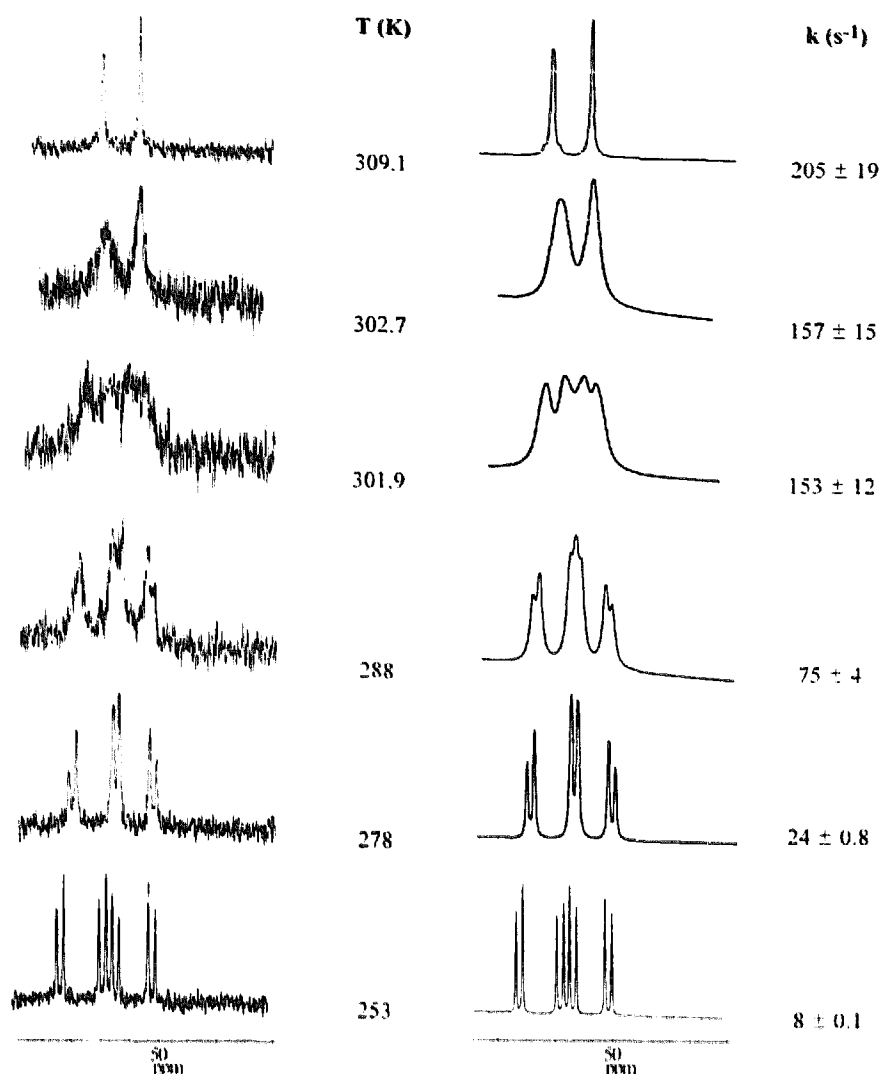 T (K) k (s-1)
309.1 205 ± 19
302.7 157 ± 15
301.9 153 ± 12
288 75 ± 4
278 24 ± 0.8
253 8 ± 0.1
50 50
ppm ppm